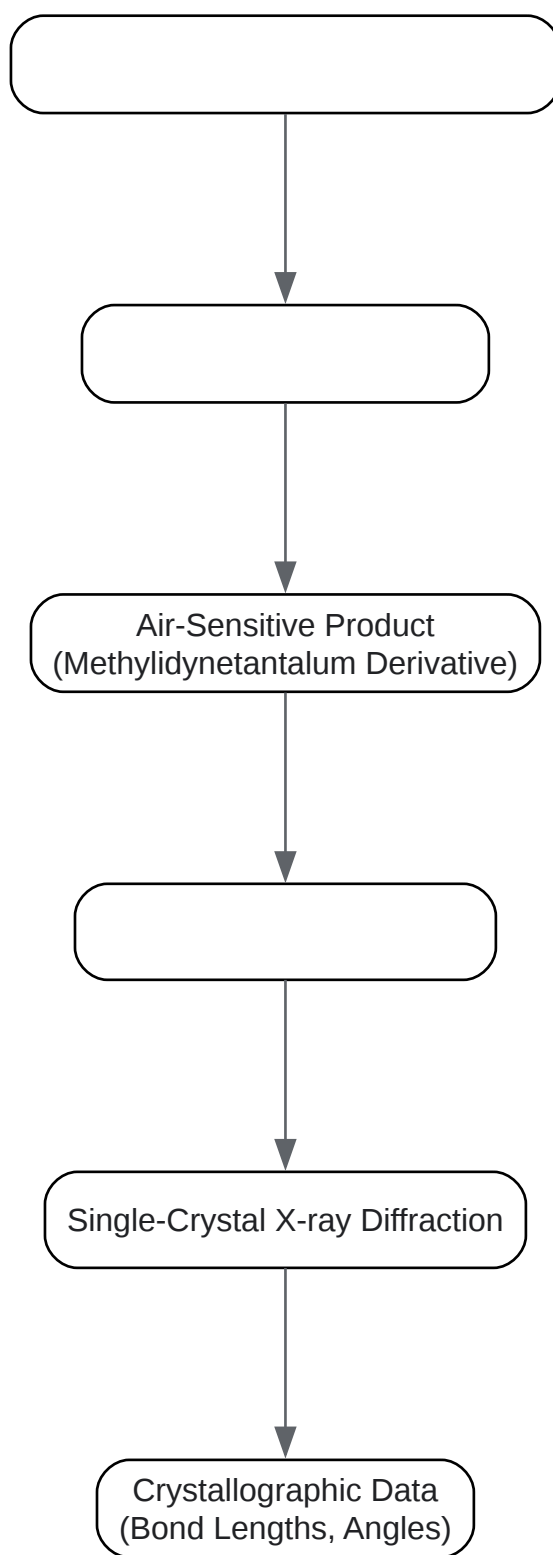 Air-Sensitive Product
(Methylidynetantalum Derivative)
Single-Crystal X-ray Diffraction
Crystallographic Data
(Bond Lengths, Angles)